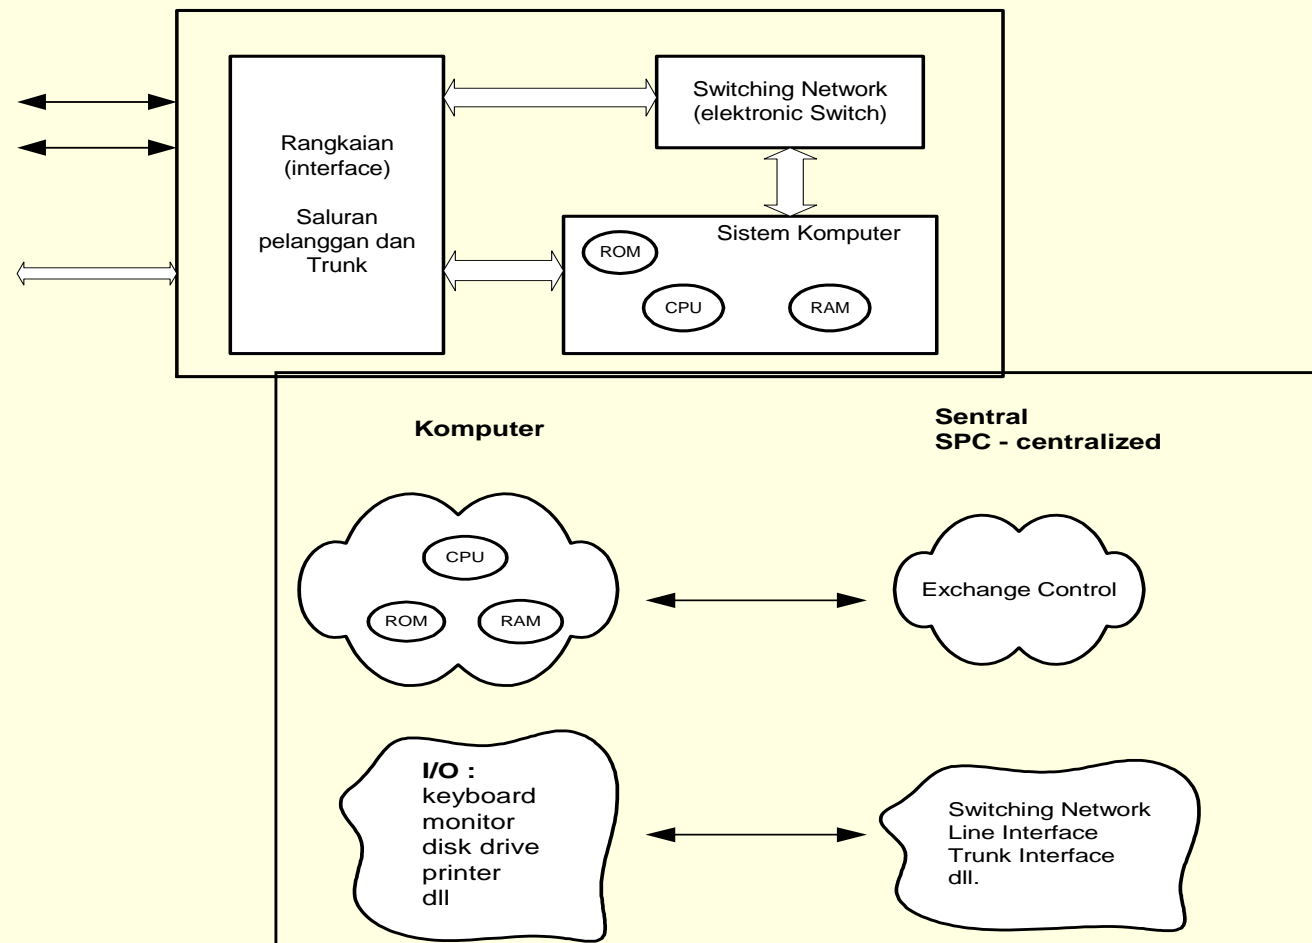 Rangkaian
(interface)
Saluran
pelanggan dan
Trunk
Switching Network
(elektronic Switch)
Sistem Komputer
ROM
CPU
RAM
Komputer
Sentral
SPC - centralized
CPU
ROM
RAM
Exchange Control
I/O :
keyboard
monitor
disk drive
printer
dll
Switching Network
Line Interface
Trunk Interface
dll.